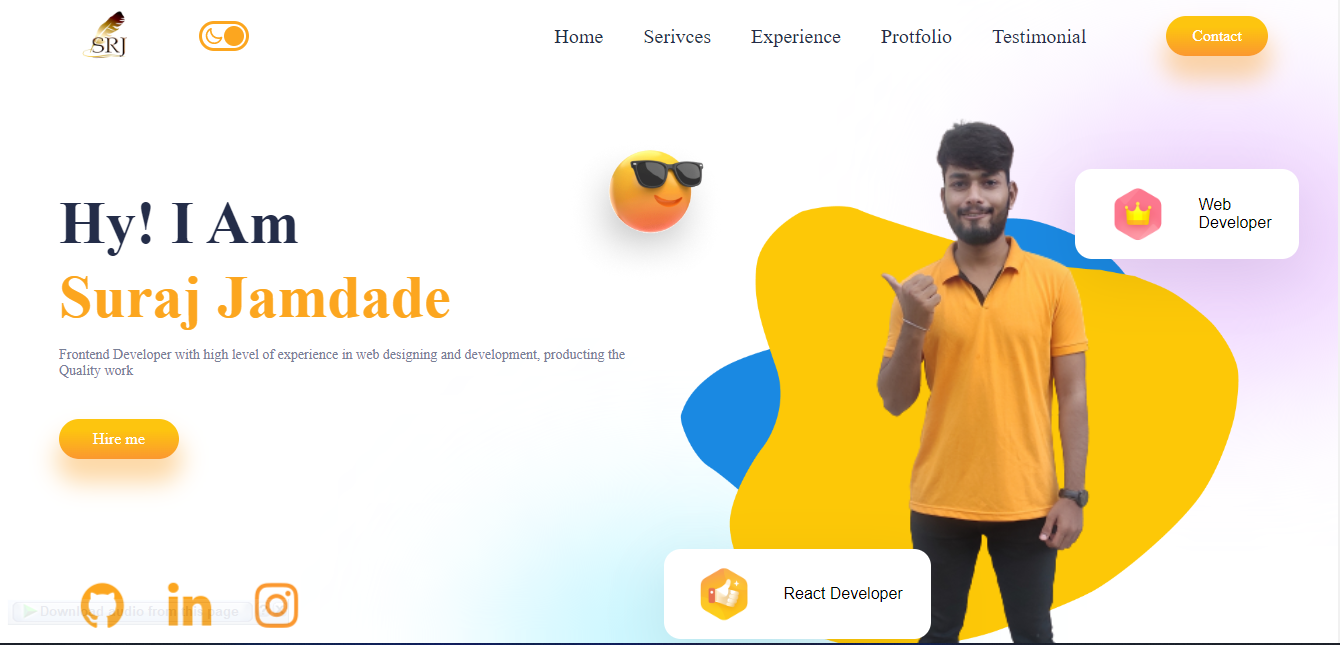 SRJ
Home Serivces Experience Protfolio Testimonial Contact
Hy! I Am
Suraj Jamdade
Frontend Developer with high level of experience in web designing and development, producting the
Quality work
Hire me
Web
Developer
React Developer
Download audio from this page
in